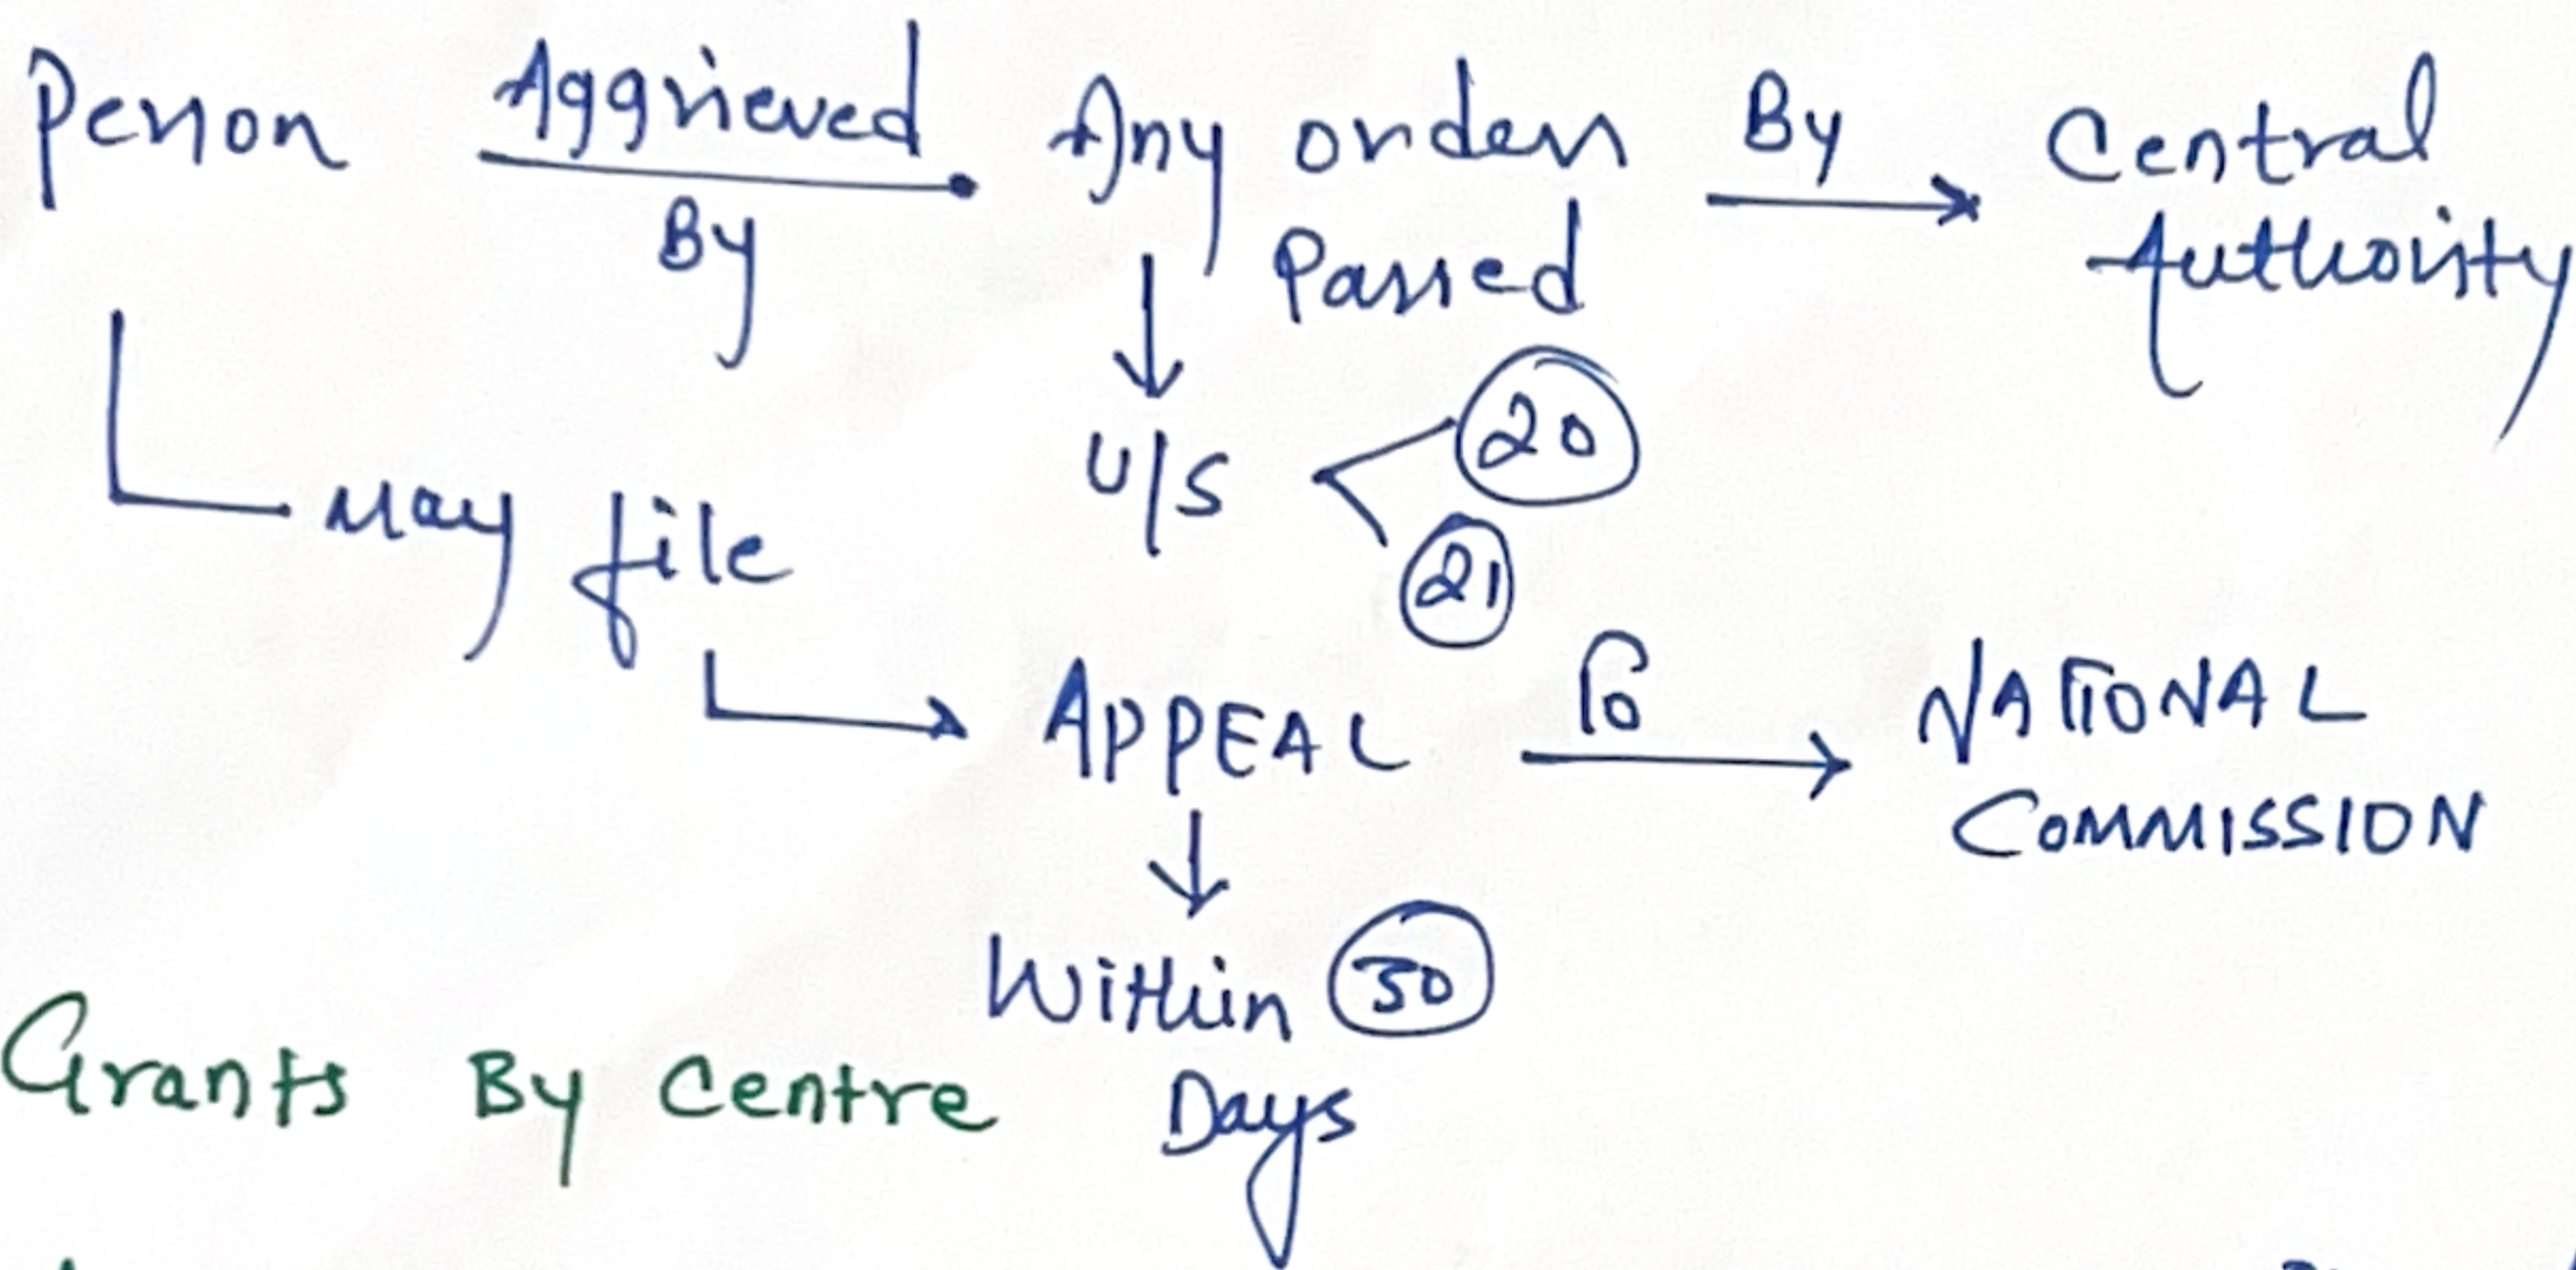 Person Aggrieved By Any order Passed By Central Authority
U/S 20
21
May file
APPEAL To NATIONAL COMMISSION
Within 30 Days
Grants By Centre